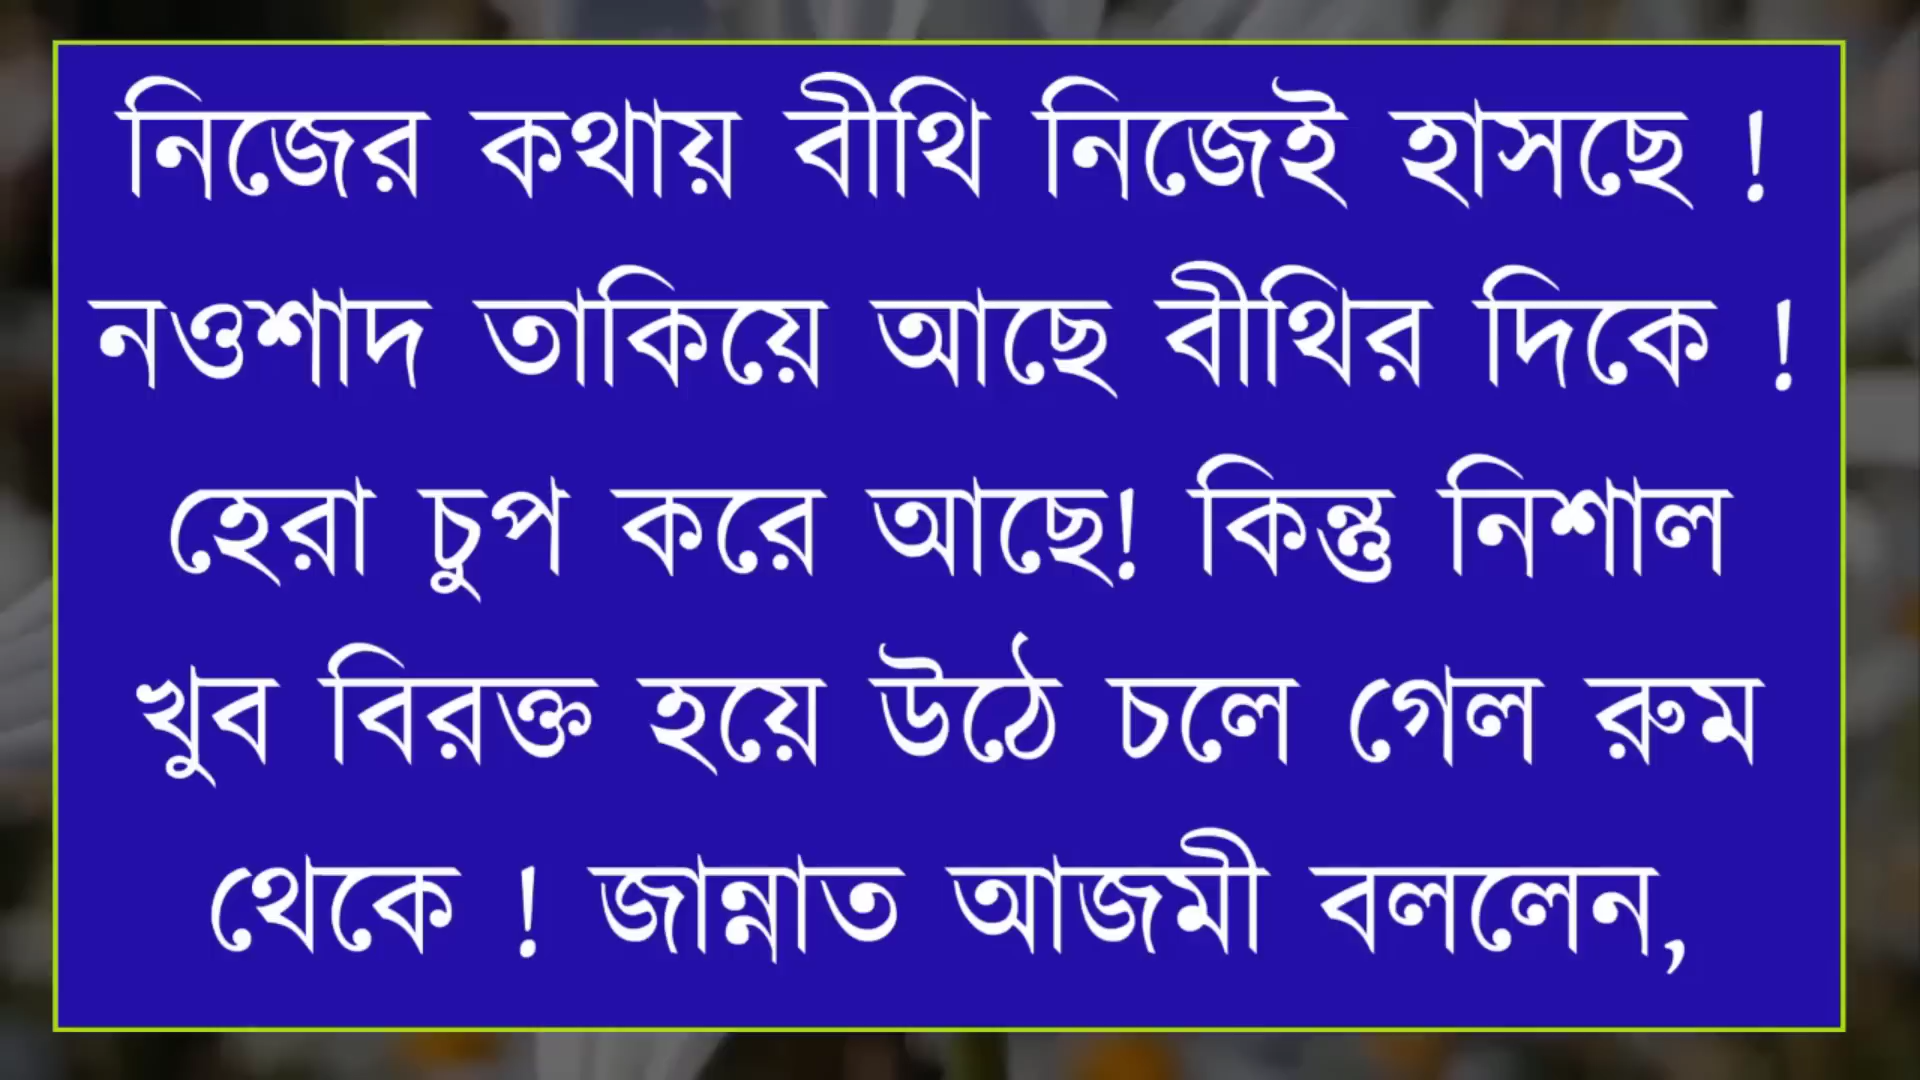 নিজের কথায় বীথি নিজেই হাসছে !
নওশাদ তাকিয়ে আছে বীথির দিকে !
হেরা চুপ করে আছে! কিন্তু নিশাল
খুব বিরক্ত হয়ে উঠে চলে গেল রুম
থেকে ! জান্নাত আজমী বললেন,